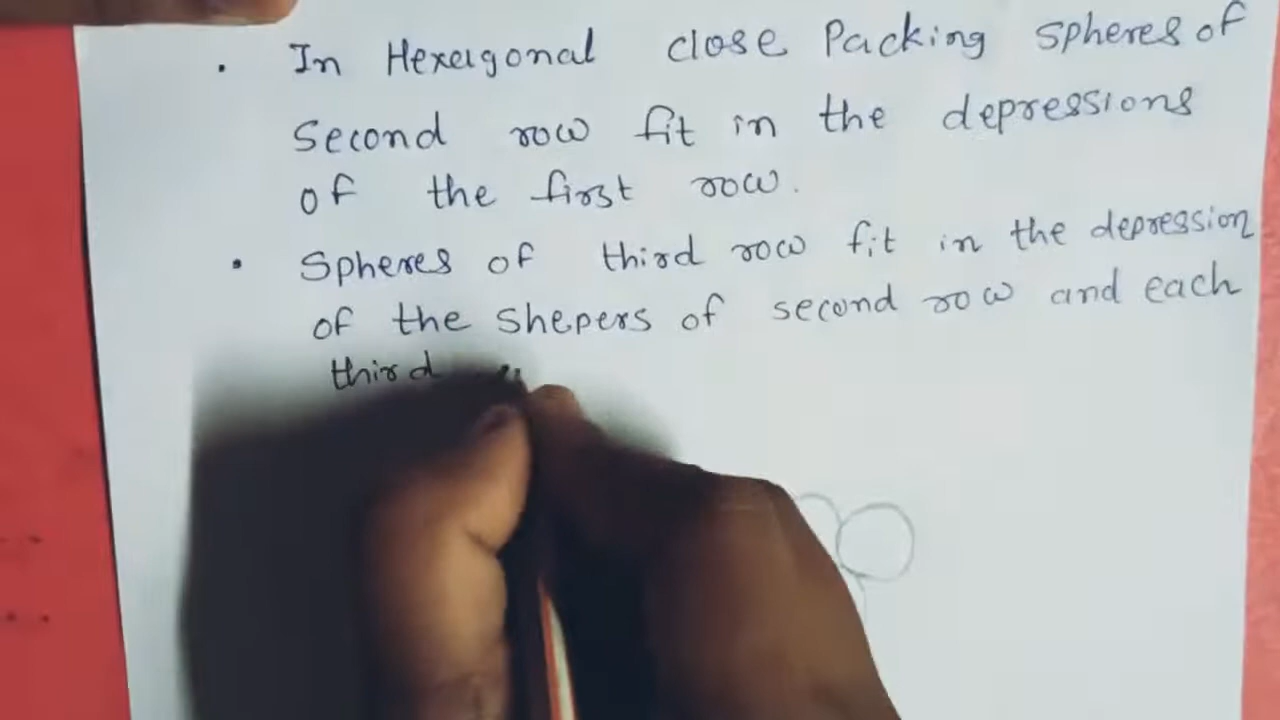 In Hexagonal close Packing spheres of
Second row fit in the depressions
of the first row.
Spheres of third row fit in the depression
of the shepers of second row and each
third